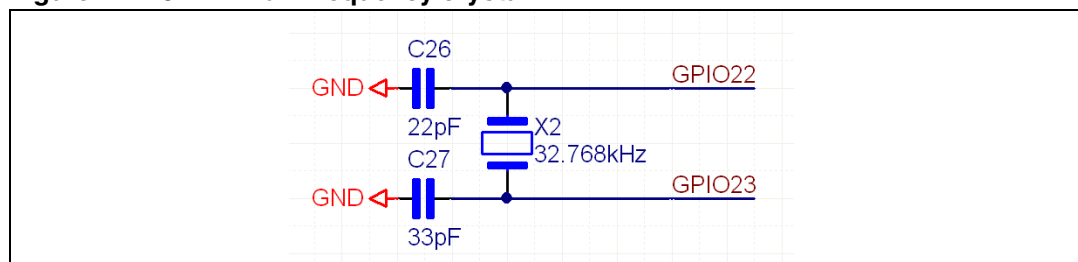 C26
GND
GPIO22
22pF
X2
32.768kHz
C27
GND
GPIO23
33pF